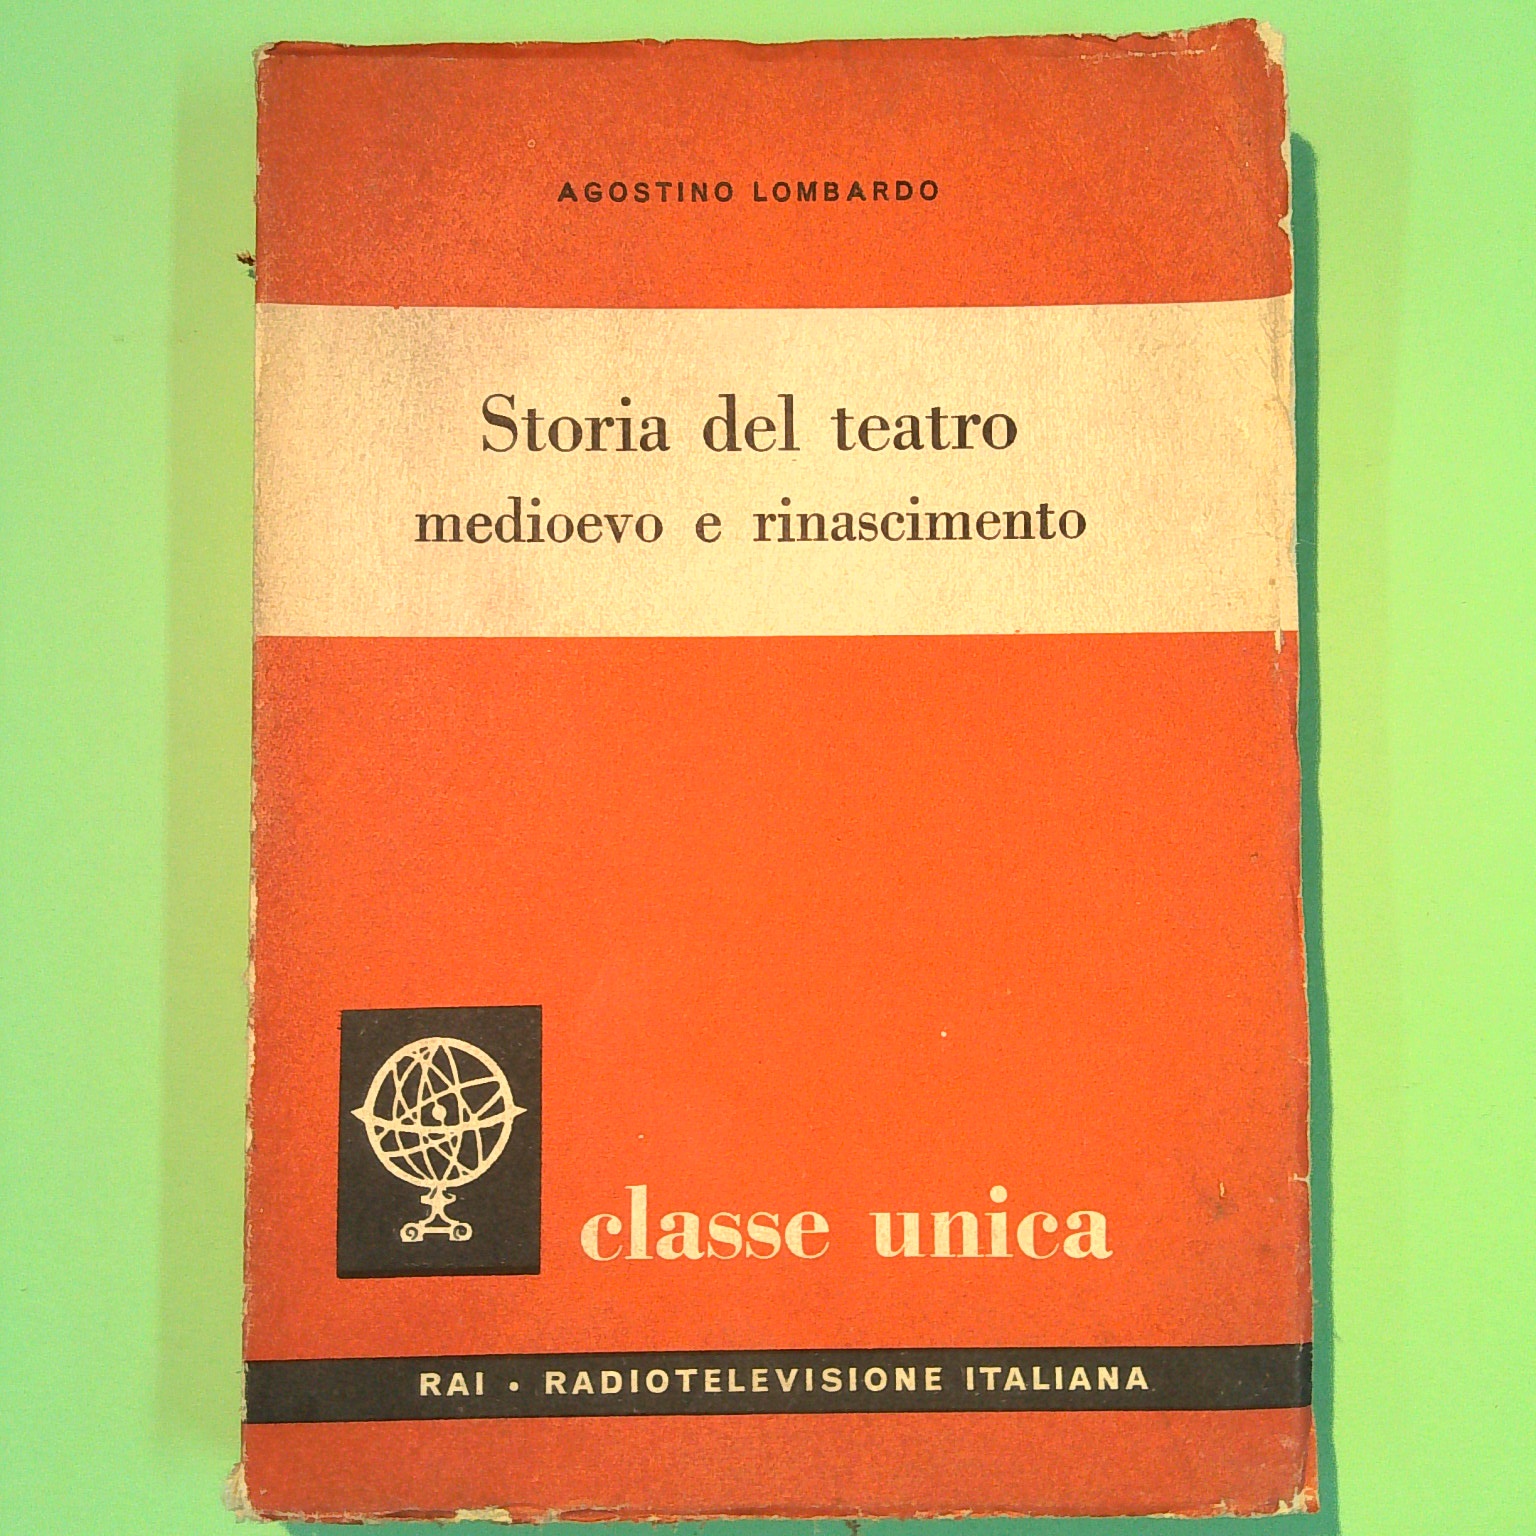 AGOSTINO LOMBARDO
Storia del teatro
medioevo e rinascimento
classe unica
RAI • RADIOTELEVISIONE ITALIANA